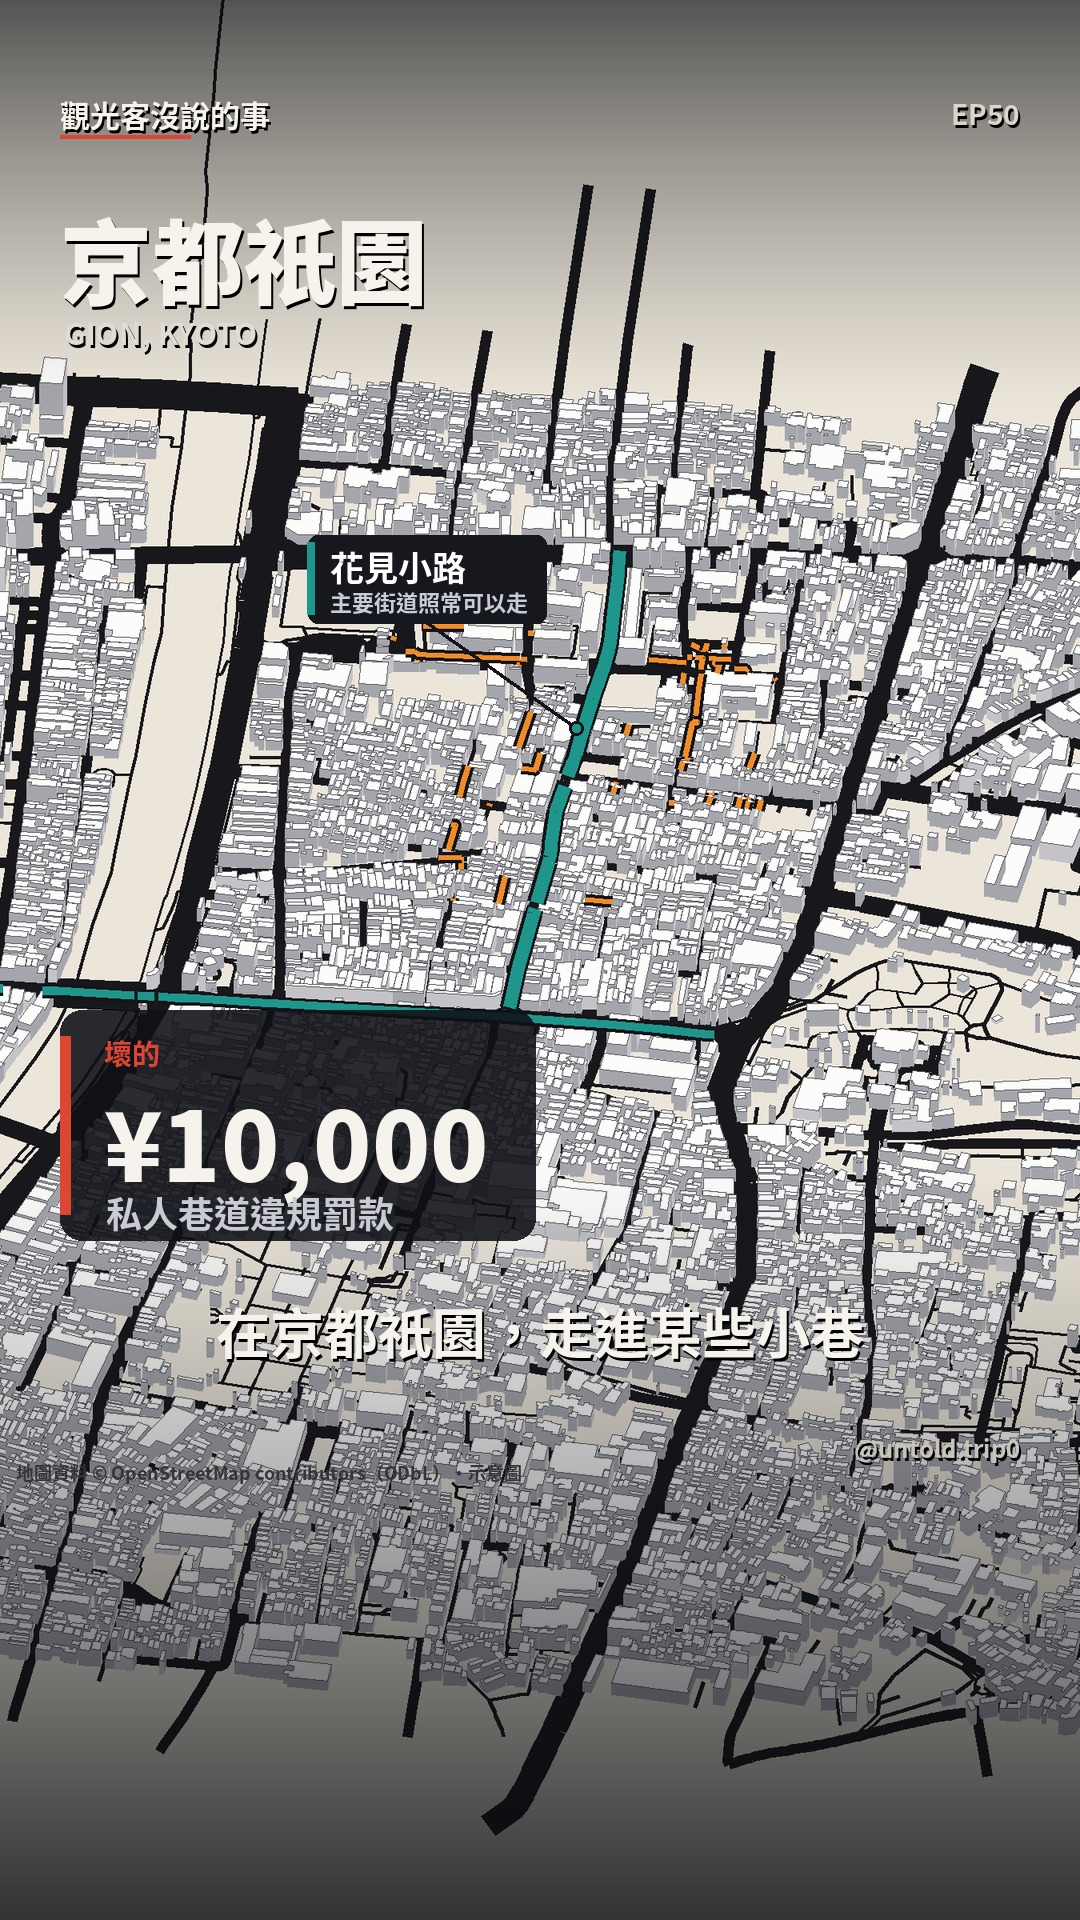 觀光客沒說的事
EP50
京都祇園
GION, KYOTO
花見小路
主要街道照常可以走
壞的
¥10,000
私人巷道違規罰款
在京都祇園，走進某些小巷
@untold.trip0
地圖資料 © OpenStreetMap contributors（ODbL）・示意圖